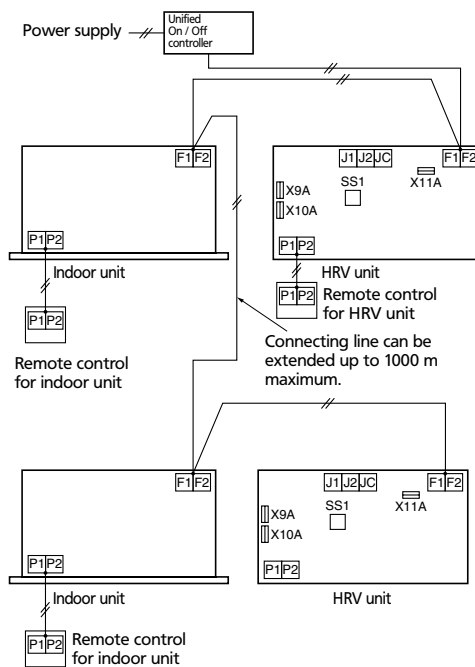 Power supply
Unified
On / Off
controller
F1 F2
J1 J2 JC
F1 F2
X9A
X10A
SS1
X11A
P1 P2
P1 P2
Indoor unit
HRV unit
P1 P2
Remote control
for indoor unit
P1 P2
Remote control
for HRV unit
Connecting line can be
extended up to 1000 m
maximum.
F1 F2
J1 J2 JC
F1 F2
X9A
X10A
SS1
X11A
P1 P2
P1 P2
Indoor unit
HRV unit
P1 P2
Remote control
for indoor unit